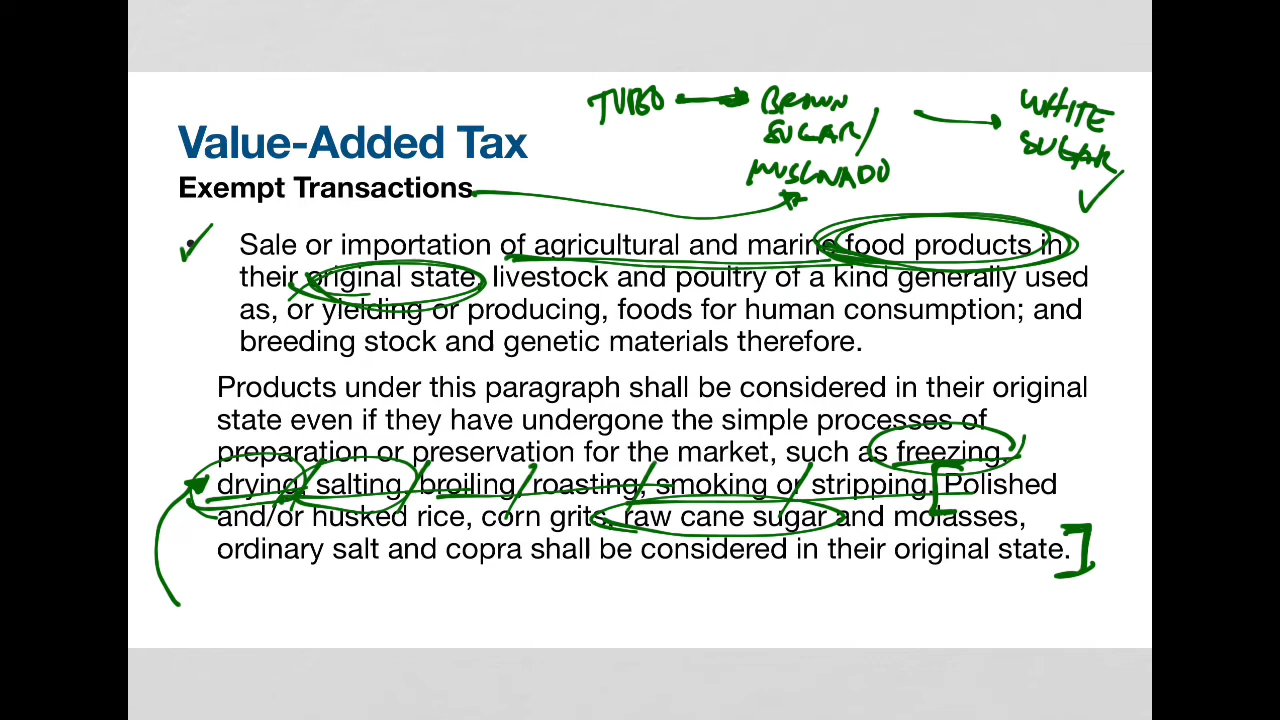 TUBO BROWN SUGAR/ MUSCOVADO WHITE SUGAR
Value-Added Tax
Exempt Transactions
Sale or importation of agricultural and marine food products in
their original state, livestock and poultry of a kind generally used
as, or yielding or producing, foods for human consumption; and
breeding stock and genetic materials therefore.
Products under this paragraph shall be considered in their original
state even if they have undergone the simple processes of
preparation or preservation for the market, such as freezing,
drying, salting, broiling, roasting, smoking or stripping. Polished
and/or husked rice, corn grits, raw cane sugar and molasses,
ordinary salt and copra shall be considered in their original state.